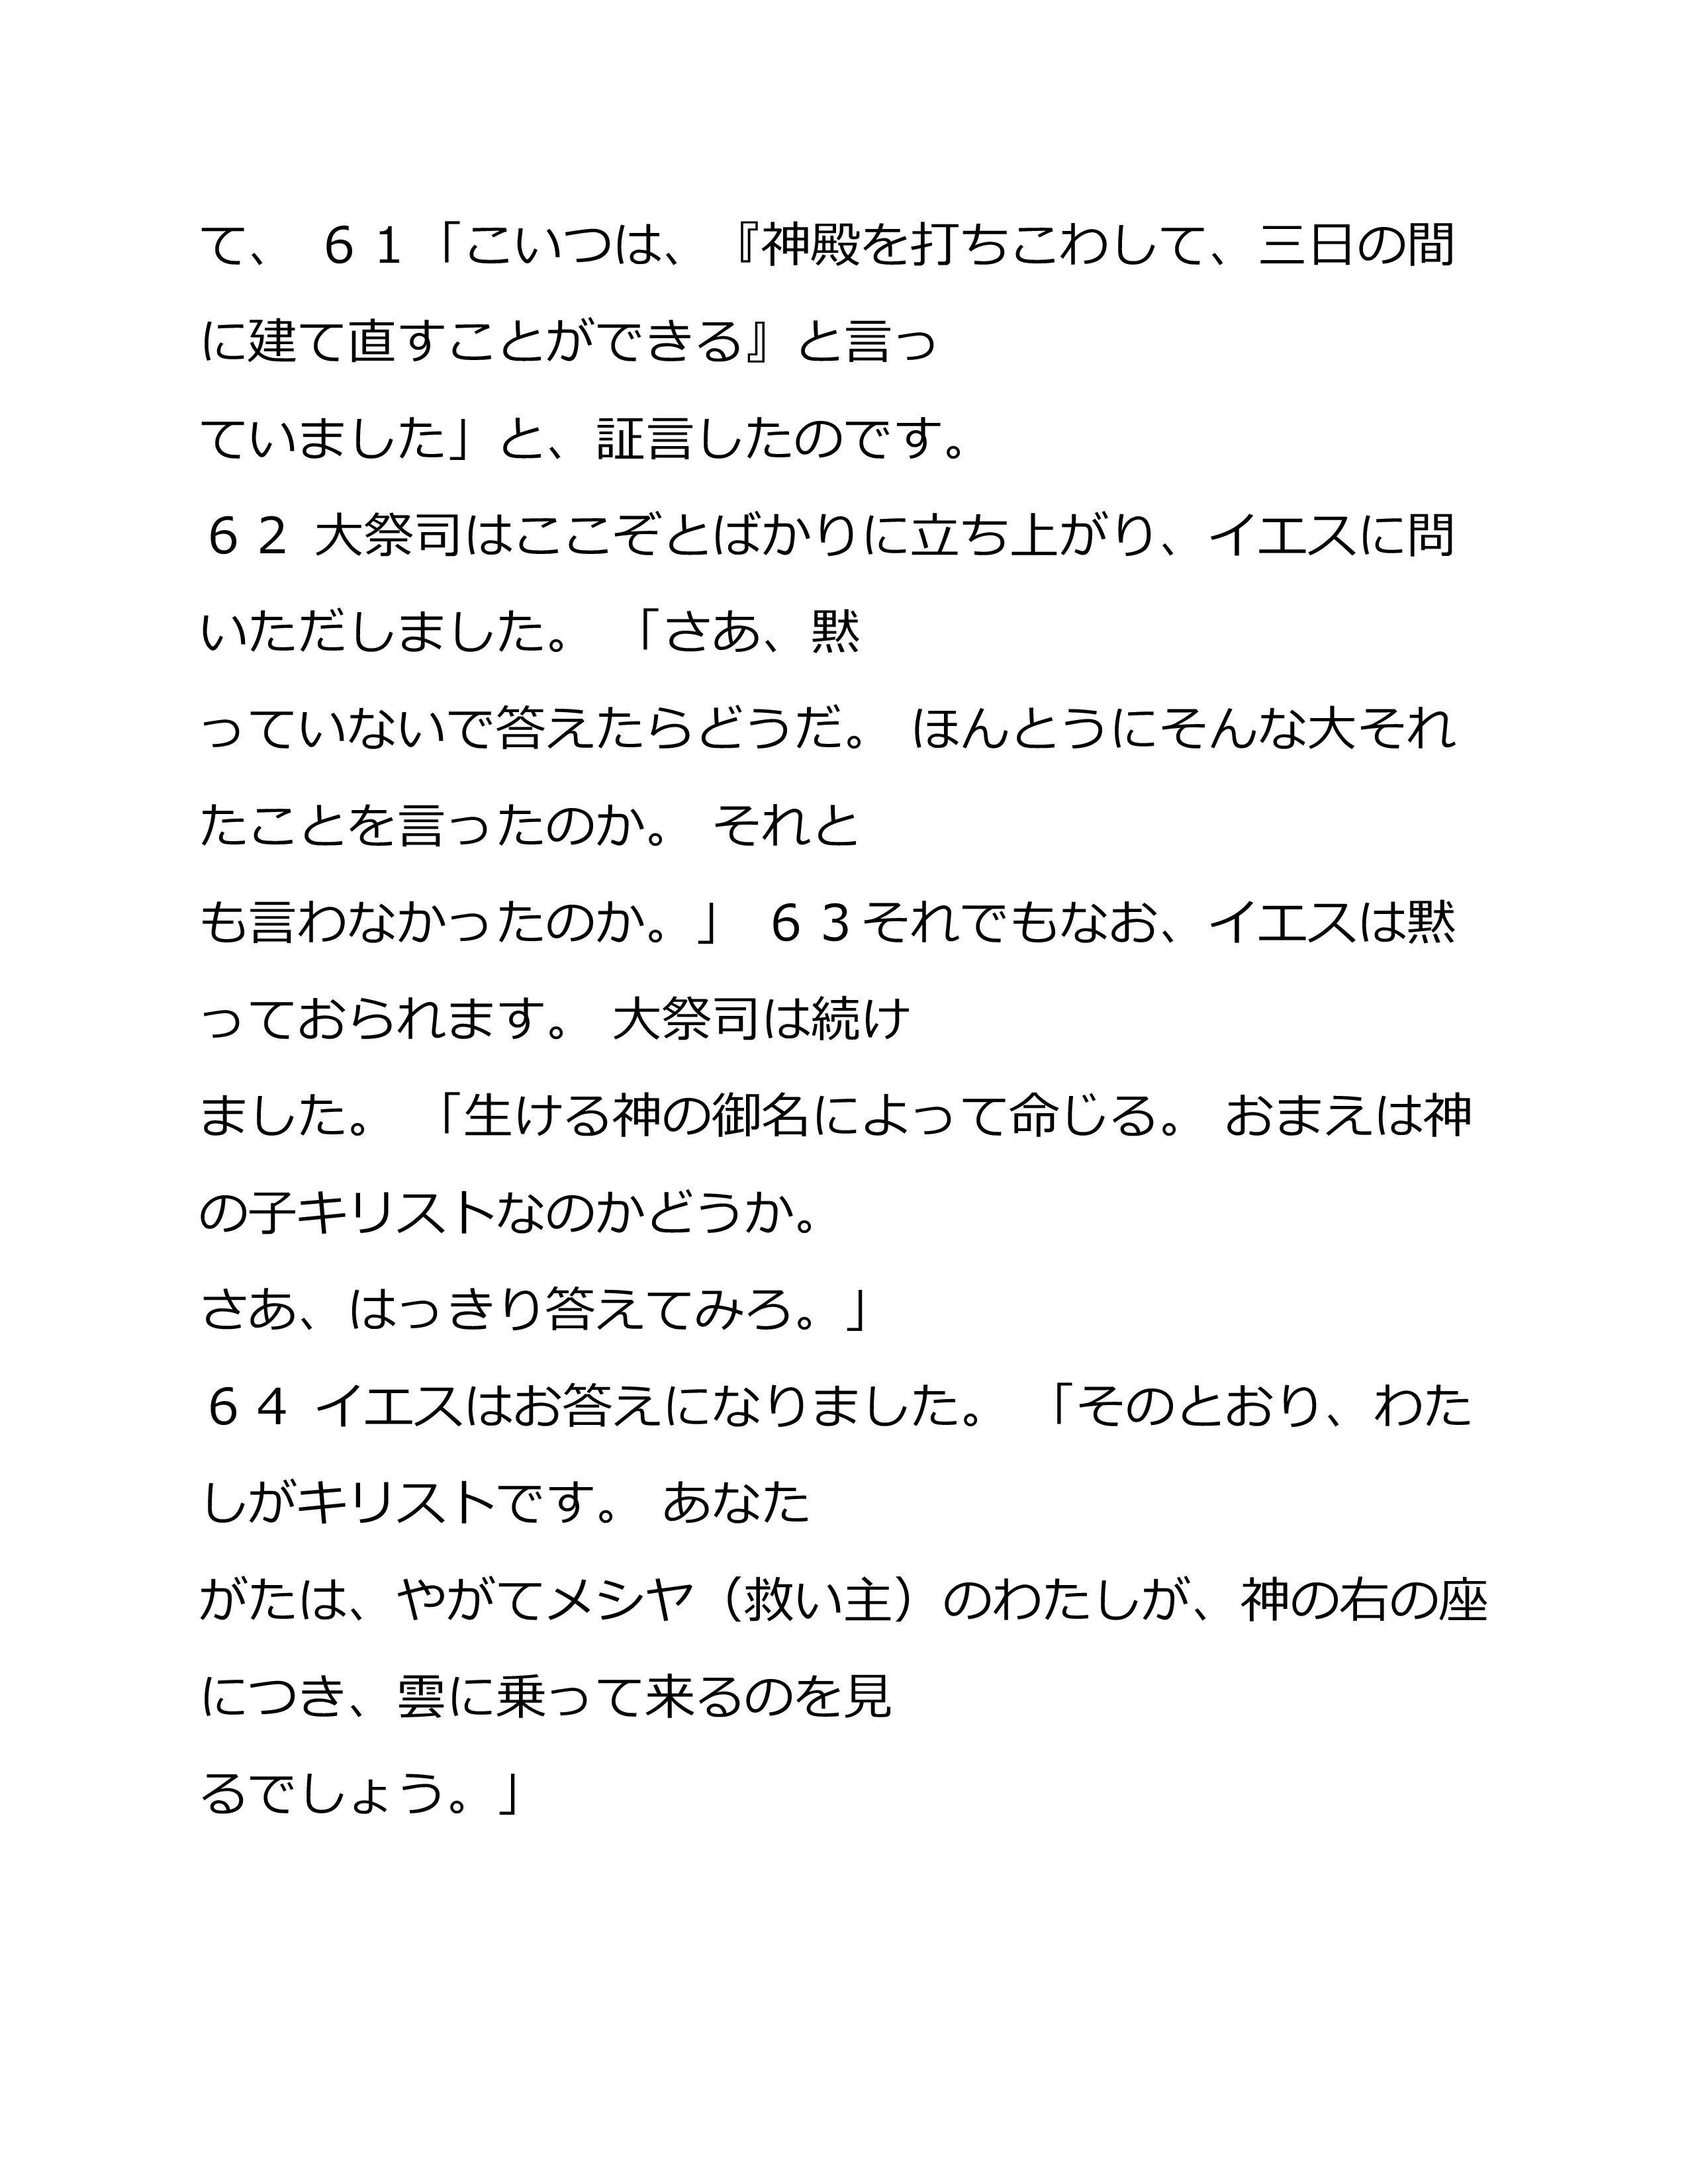 て、 ６１「こいつは、『神殿を打ちこわして、三日の間
に建て直すことができる』と言っ
ていました」と、証言したのです。
６２ 大祭司はここぞとばかりに立ち上がり、イエスに問
いただしました。 「さあ、黙
っていないで答えたらどうだ。 ほんとうにそんな大それ
たことを言ったのか。 それと
も言わなかったのか。」 ６３それでもなお、イエスは黙
っておられます。 大祭司は続け
ました。 「生ける神の御名によって命じる。 おまえは神
の子キリストなのかどうか。
さあ、はっきり答えてみろ。」
６４ イエスはお答えになりました。 「そのとおり、わた
しがキリストです。 あなた
がたは、やがてメシヤ（救い主）のわたしが、神の右の座
につき、雲に乗って来るのを見
るでしょう。」